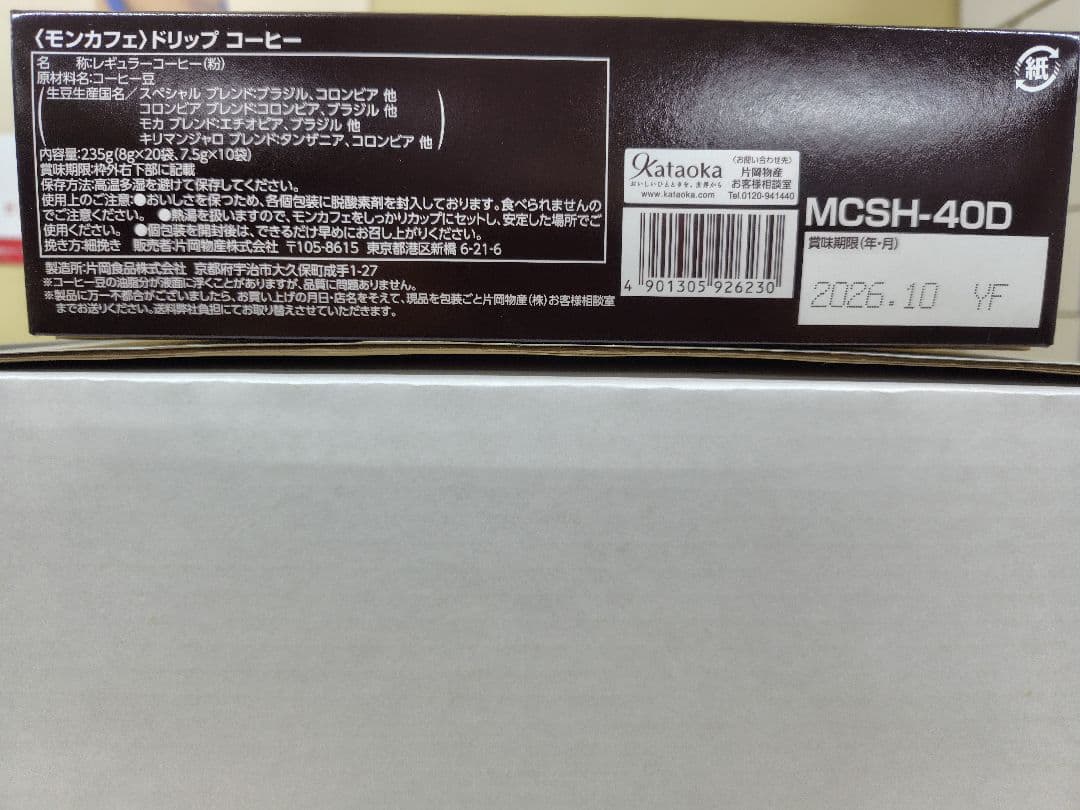 〈モンカフェ〉ドリップ コーヒー
名　　称:レギュラーコーヒー(粉)
原材料名:コーヒー豆
生豆生産国名/スペシャル ブレンド:ブラジル、コロンビア 他
コロンビア ブレンド:コロンビア、ブラジル 他
モカ ブレンド:エチオピア、ブラジル 他
キリマンジャロ ブレンド:タンザニア、コロンビア 他
内容量:235g(8g×20袋、7.5g×10袋)
賞味期限:枠外右下部に記載
保存方法:高温多湿を避けて保存してください。
使用上のご注意:●おいしさを保つため、各個包装に脱酸素剤を封入しております。食べられませんの
でご注意ください。 ●熱湯を扱いますので、モンカフェをしっかりカップにセットし、安定した場所でご
使用ください。 ●個包装を開封後は、できるだけ早めにお召し上がりください。
挽き方:細挽き 販売者:片岡物産株式会社 〒105-8615 東京都港区新橋 6-21-6
製造所:片岡食品株式会社 京都府宇治市大久保町成手1-27
※コーヒー豆の油脂分が液面に浮くことがありますが、品質に問題ありません。
※製品に万一不都合がございましたら、お買い上げの月日・店名をそえて、現品を包装ごと片岡物産(株)お客様相談室
までお送りください。送料弊社負担にてお取り替えさせていただきます。
紙
Kataoka
おいしいひとときを、世界から
www.kataoka.com
〈お問い合わせ先〉
片岡物産
お客様相談室
Tel.0120-941440
4 901305 926230
MCSH-40D
賞味期限(年・月)
2026.10 YF